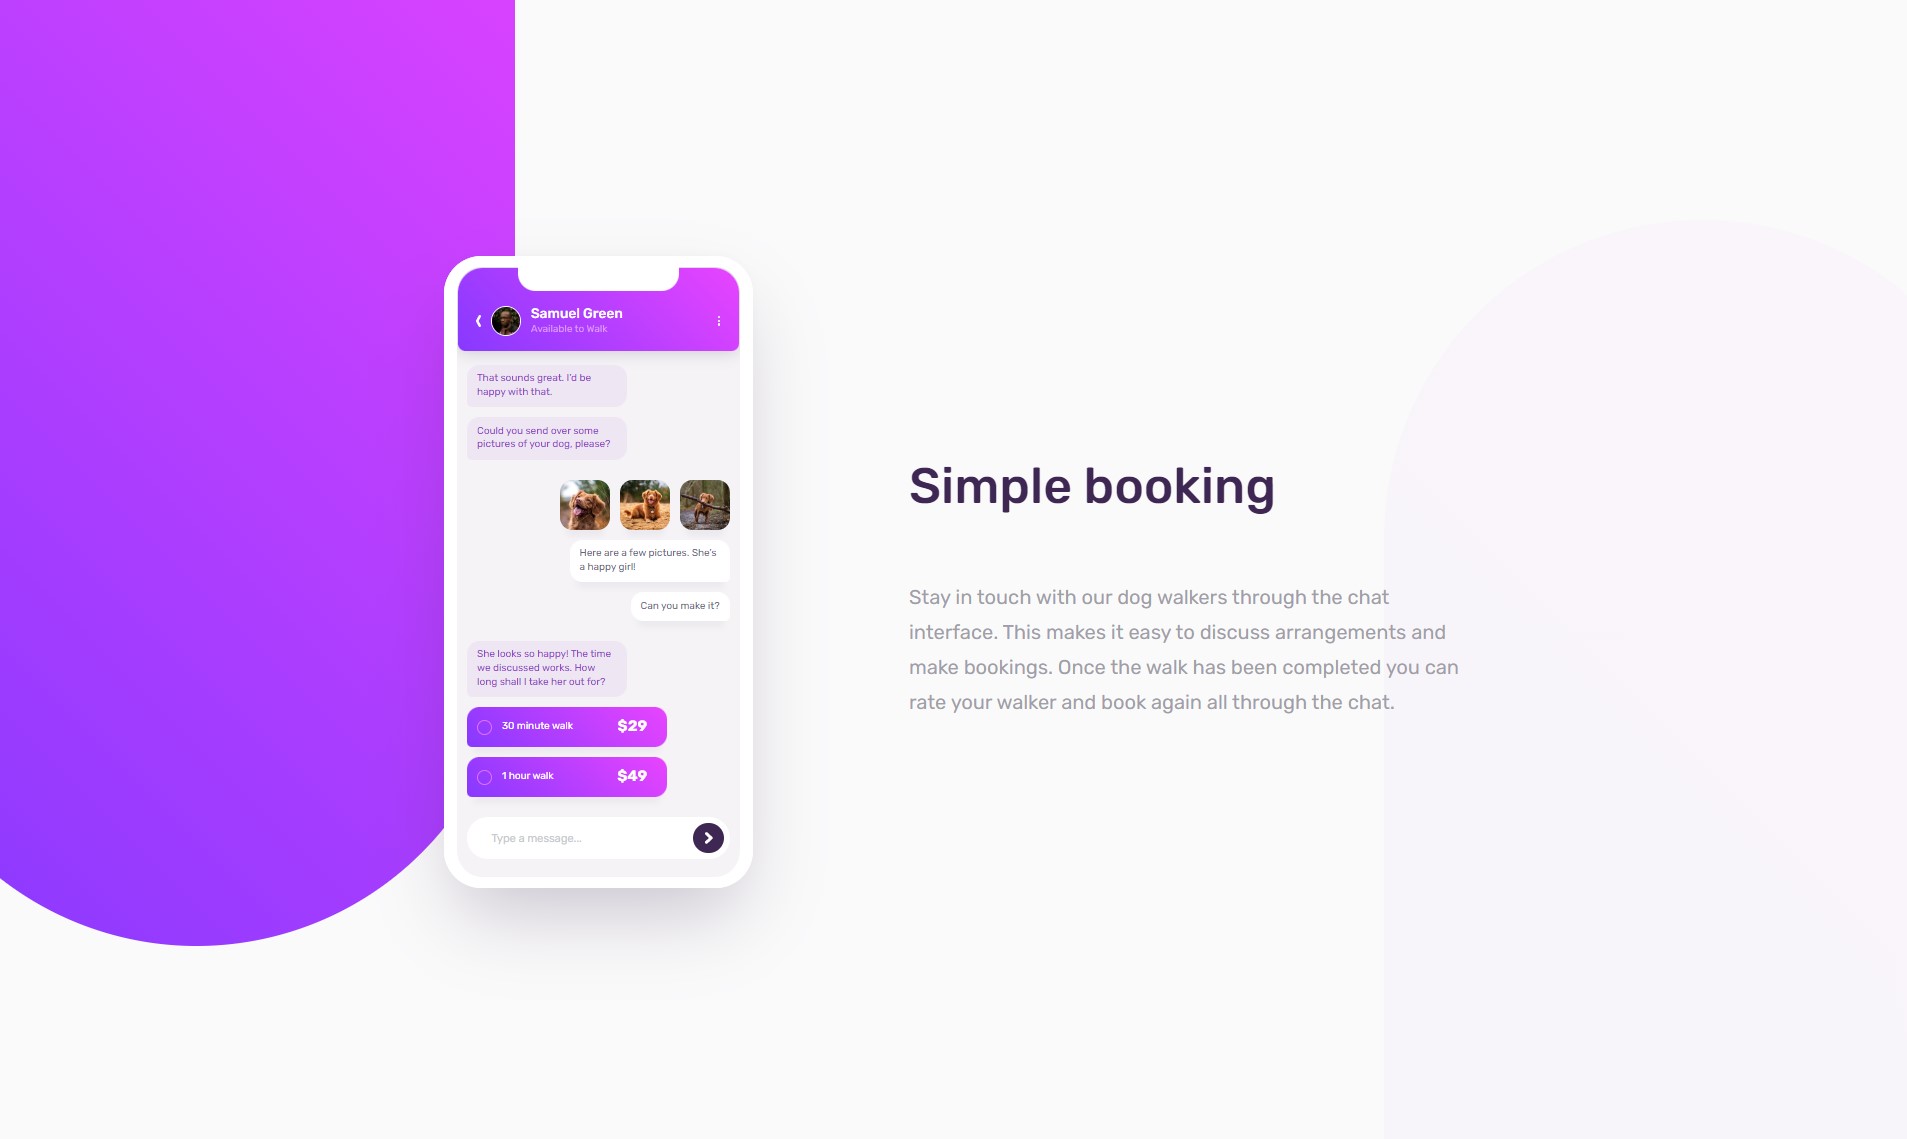 Samuel Green
Available to Walk
That sounds great. I'd be
happy with that.
Could you send over some
pictures of your dog, please?
Here are a few pictures. She's
a happy girl!
Can you make it?
She looks so happy! The time
we discussed works. How
long shall I take her out for?
30 minute walk $29
1 hour walk $49
Type a message...
Simple booking
Stay in touch with our dog walkers through the chat
interface. This makes it easy to discuss arrangements and
make bookings. Once the walk has been completed you can
rate your walker and book again all through the chat.